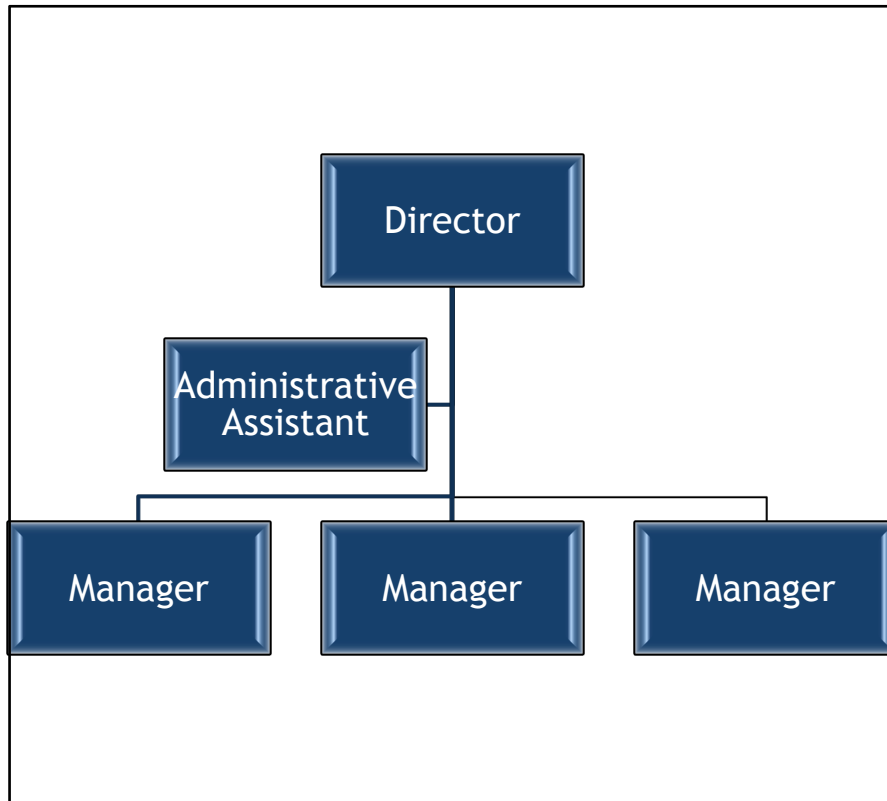 Director
Administrative
Assistant
Manager
Manager
Manager